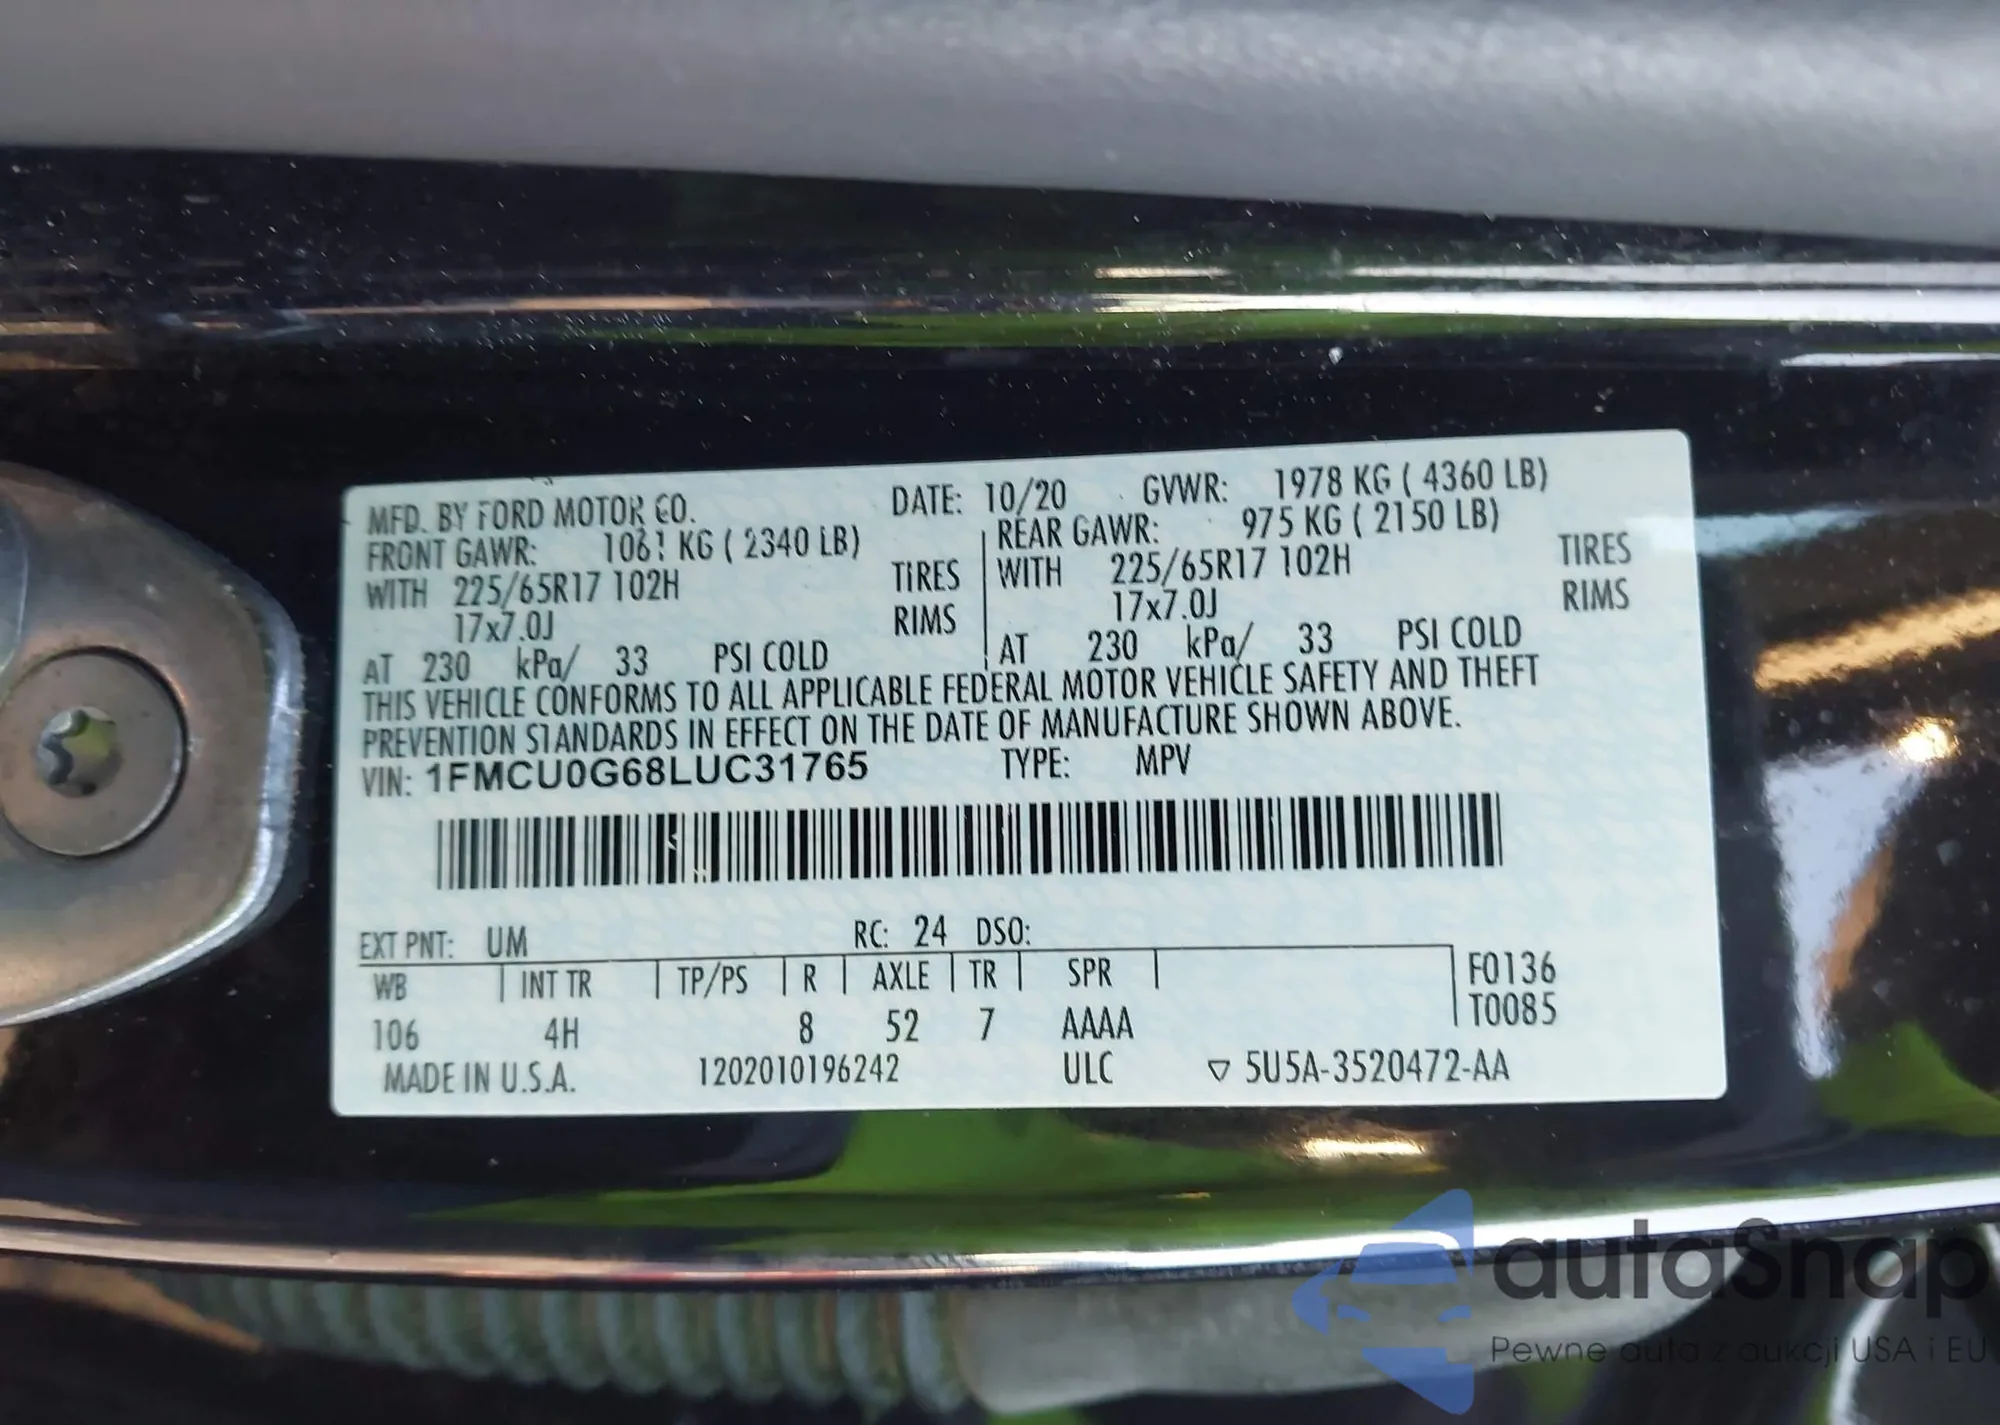 MFD. BY FORD MOTOR CO. DATE: 10/20 GVWR: 1978 KG ( 4360 LB)
FRONT GAWR: 1061 KG ( 2340 LB) REAR GAWR: 975 KG ( 2150 LB)
WITH 225/65R17 102H TIRES WITH 225/65R17 102H TIRES
17x7.0J RIMS 17x7.0J RIMS
AT 230 kPa/ 33 PSI COLD AT 230 kPa/ 33 PSI COLD
THIS VEHICLE CONFORMS TO ALL APPLICABLE FEDERAL MOTOR VEHICLE SAFETY AND THEFT
PREVENTION STANDARDS IN EFFECT ON THE DATE OF MANUFACTURE SHOWN ABOVE.
VIN: 1FMCU0G68LUC31765 TYPE: MPV
EXT PNT: UM RC: 24 DSO:
WB | INT TR | TP/PS | R | AXLE | TR | SPR | F0136
T0085
106 4H 8 52 7 AAAA
MADE IN U.S.A. 1202010196242 ULC ▽ 5U5A-3520472-AA
autaSnap
Pewne auta z aukcji USA i EU